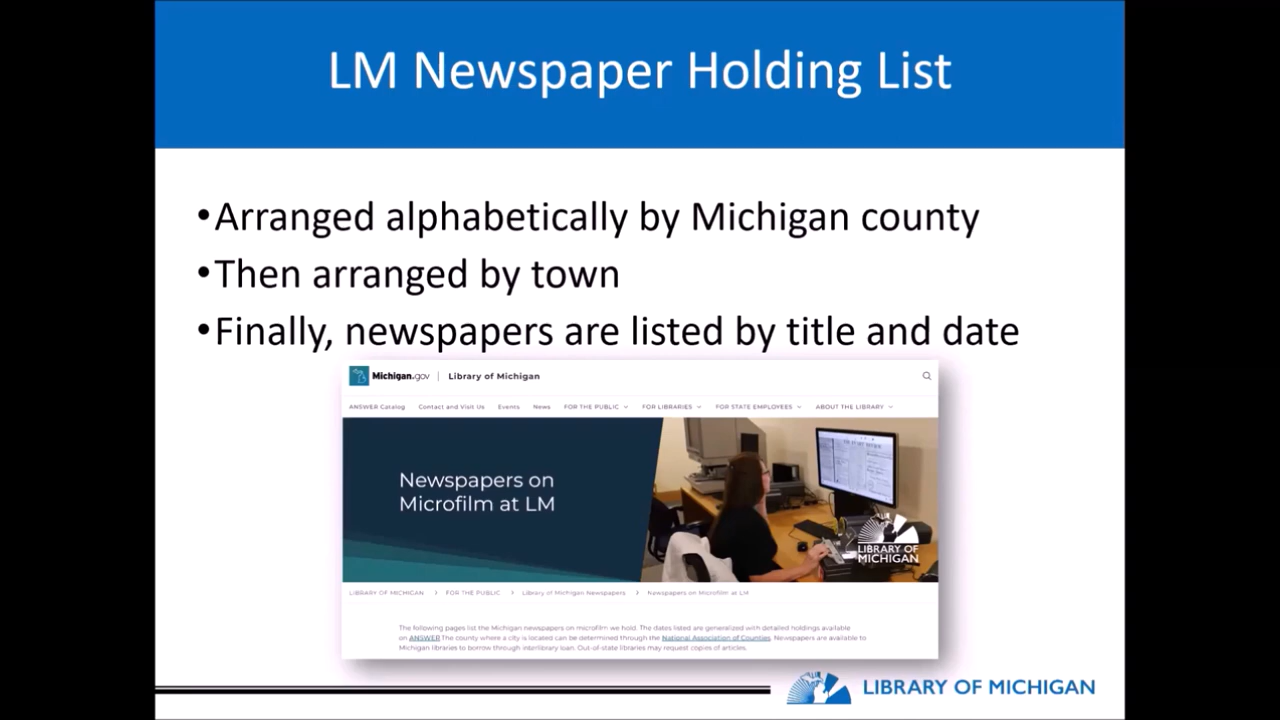 LM Newspaper Holding List
•Arranged alphabetically by Michigan county
•Then arranged by town
•Finally, newspapers are listed by title and date
Michigan.gov | Library of Michigan
ANSWER Catalog Contact and Visit Us Events News FOR THE PUBLIC FOR LIBRARIES FOR STATE EMPLOYEES ABOUT THE LIBRARY
Newspapers on
Microfilm at LM
LIBRARY OF
MICHIGAN
LIBRARY OF MICHIGAN > FOR THE PUBLIC > Library of Michigan Newspapers > Newspapers on Microfilm at LM
The following pages list the Michigan newspapers on microfilm we hold. The dates listed are generalized with detailed holdings available
on ANSWER The county where a city is located can be determined through the National Association of Counties. Newspapers are available to
Michigan libraries to borrow through interlibrary loan. Out-of-state libraries may request copies of articles.
LIBRARY OF MICHIGAN